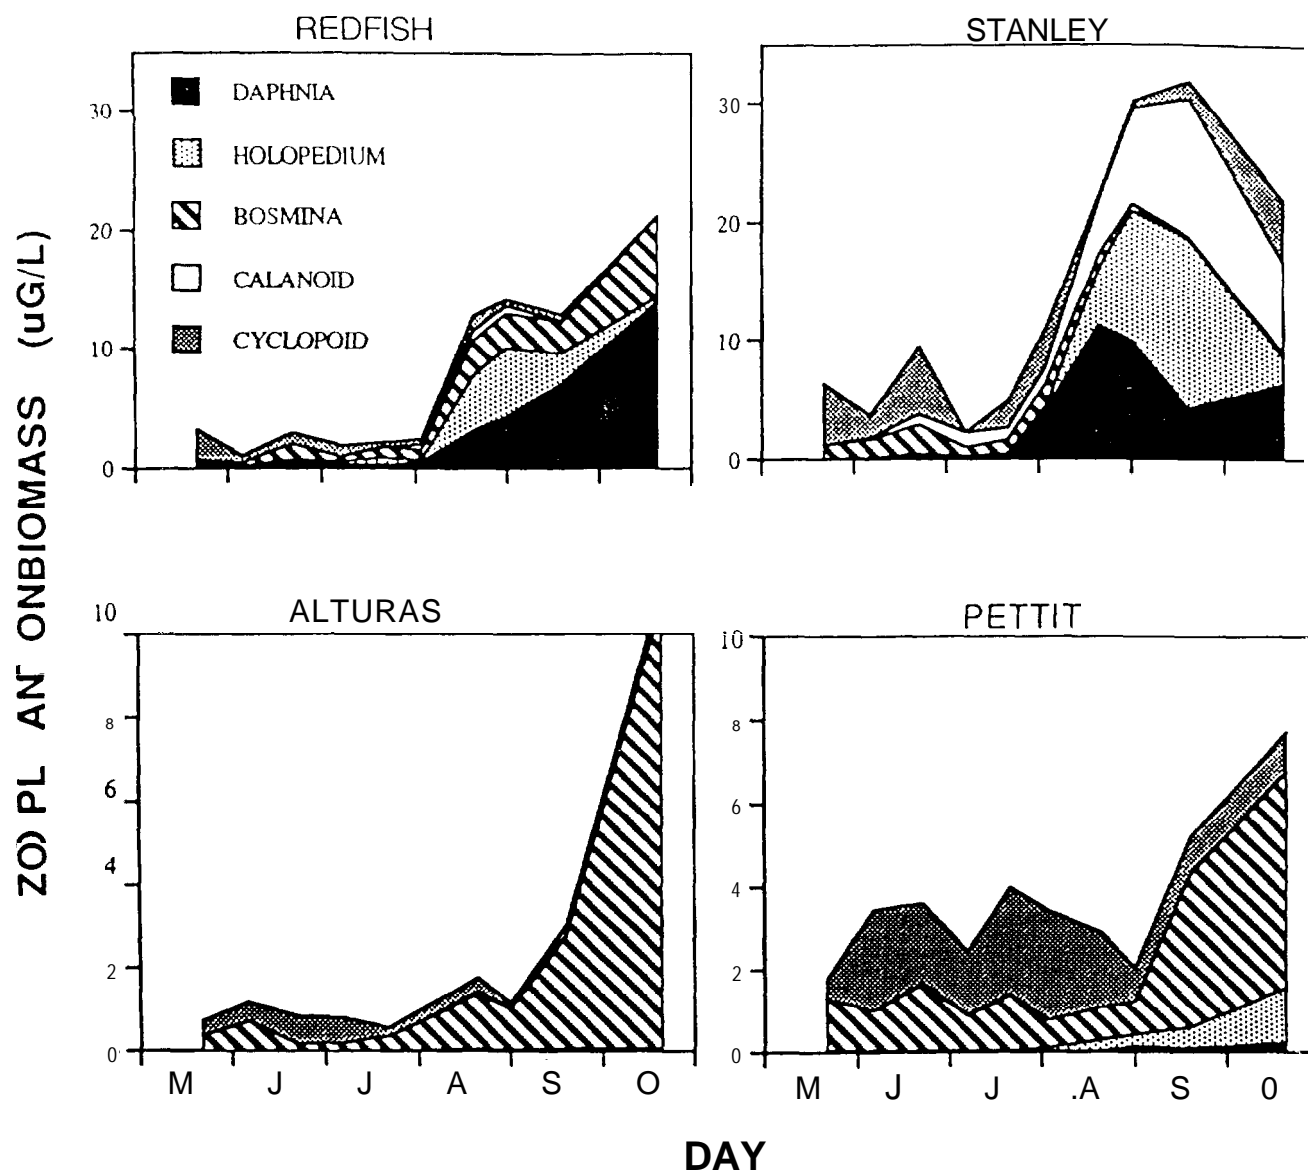 REDFISH
30
20
10
0
DAPHNIA
HOLOPEDIUM
BOSMINA
CALANOID
CYCLOPOID
STANLEY
30
20
10
0
ZO) PL AN ONBIOMASS (uG/L)
ALTURAS
10
8
6
4
2
0
M J J A S O
PETTIT
10
8
6
4
2
0
M J J .A S 0
DAY